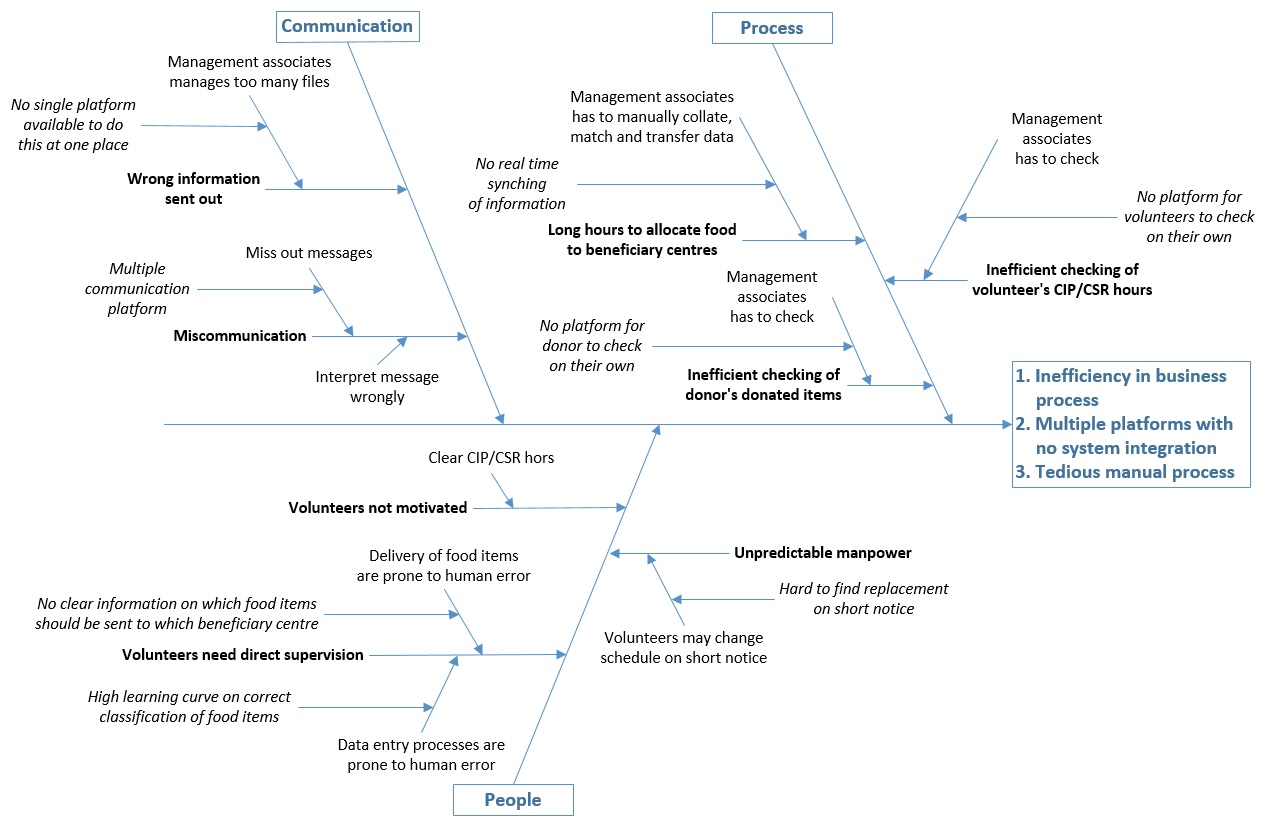 Communication
Management associates
manages too many files
No single platform
available to do
this at one place
Wrong information
sent out
Miss out messages
Multiple
communication
platform
Miscommunication
Interpret message
wrongly
Process
Management associates
has to manually collate,
match and transfer data
No real time
synching
of information
Long hours to allocate food
to beneficiary centres
Management
associates
has to check
No platform for
volunteers to check
on their own
Inefficient checking of
volunteer's CIP/CSR hours
Management
associates
has to check
No platform for
donor to check
on their own
Inefficient checking of
donor's donated items
1. Inefficiency in business
process
2. Multiple platforms with
no system integration
3. Tedious manual process
Clear CIP/CSR hors
Volunteers not motivated
Delivery of food items
are prone to human error
No clear information on which food items
should be sent to which beneficiary centre
Volunteers need direct supervision
High learning curve on correct
classification of food items
Data entry processes are
prone to human error
Unpredictable manpower
Hard to find replacement
on short notice
Volunteers may change
schedule on short notice
People